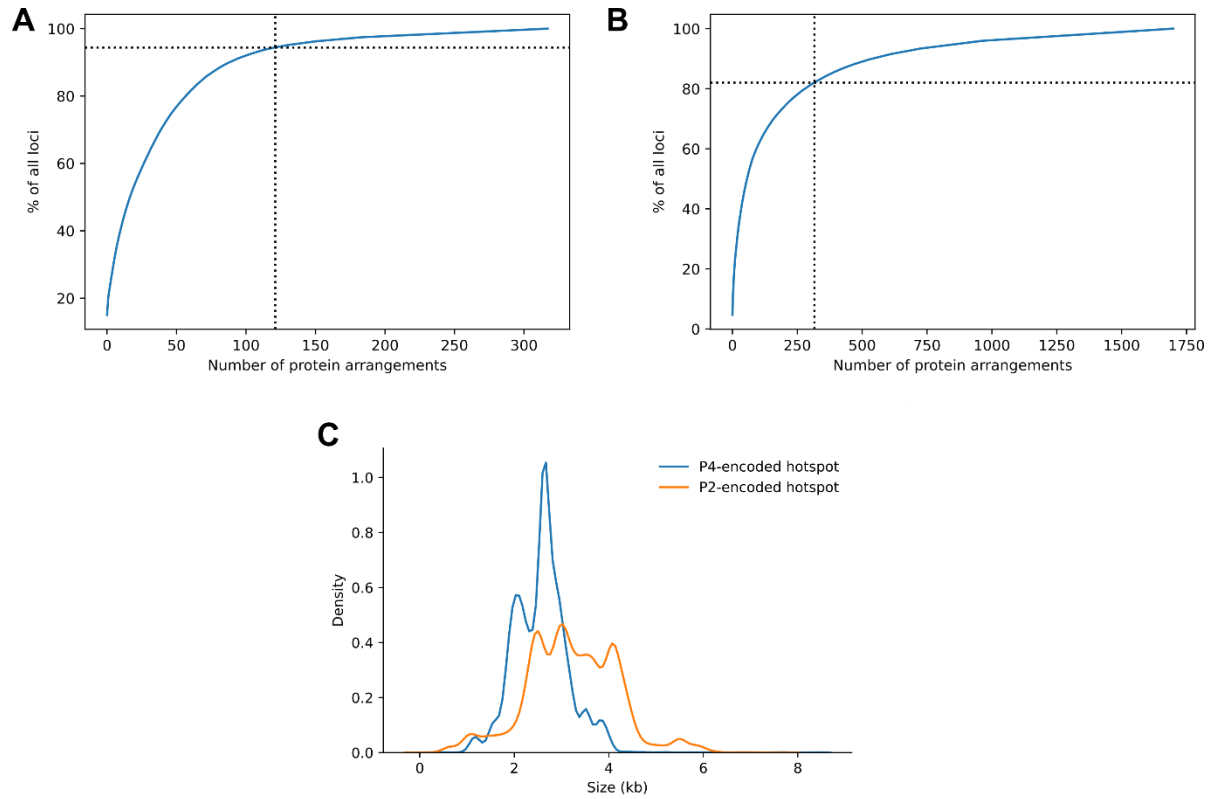 A
100
80
60
40
20
% of all loci
0 50 100 150 200 250 300
Number of protein arrangements
B
100
80
60
40
20
0
% of all loci
0 250 500 750 1000 1250 1500 1750
Number of protein arrangements
C
P4-encoded hotspot
P2-encoded hotspot
1.0
0.8
0.6
0.4
0.2
0.0
Density
0 2 4 6 8
Size (kb)